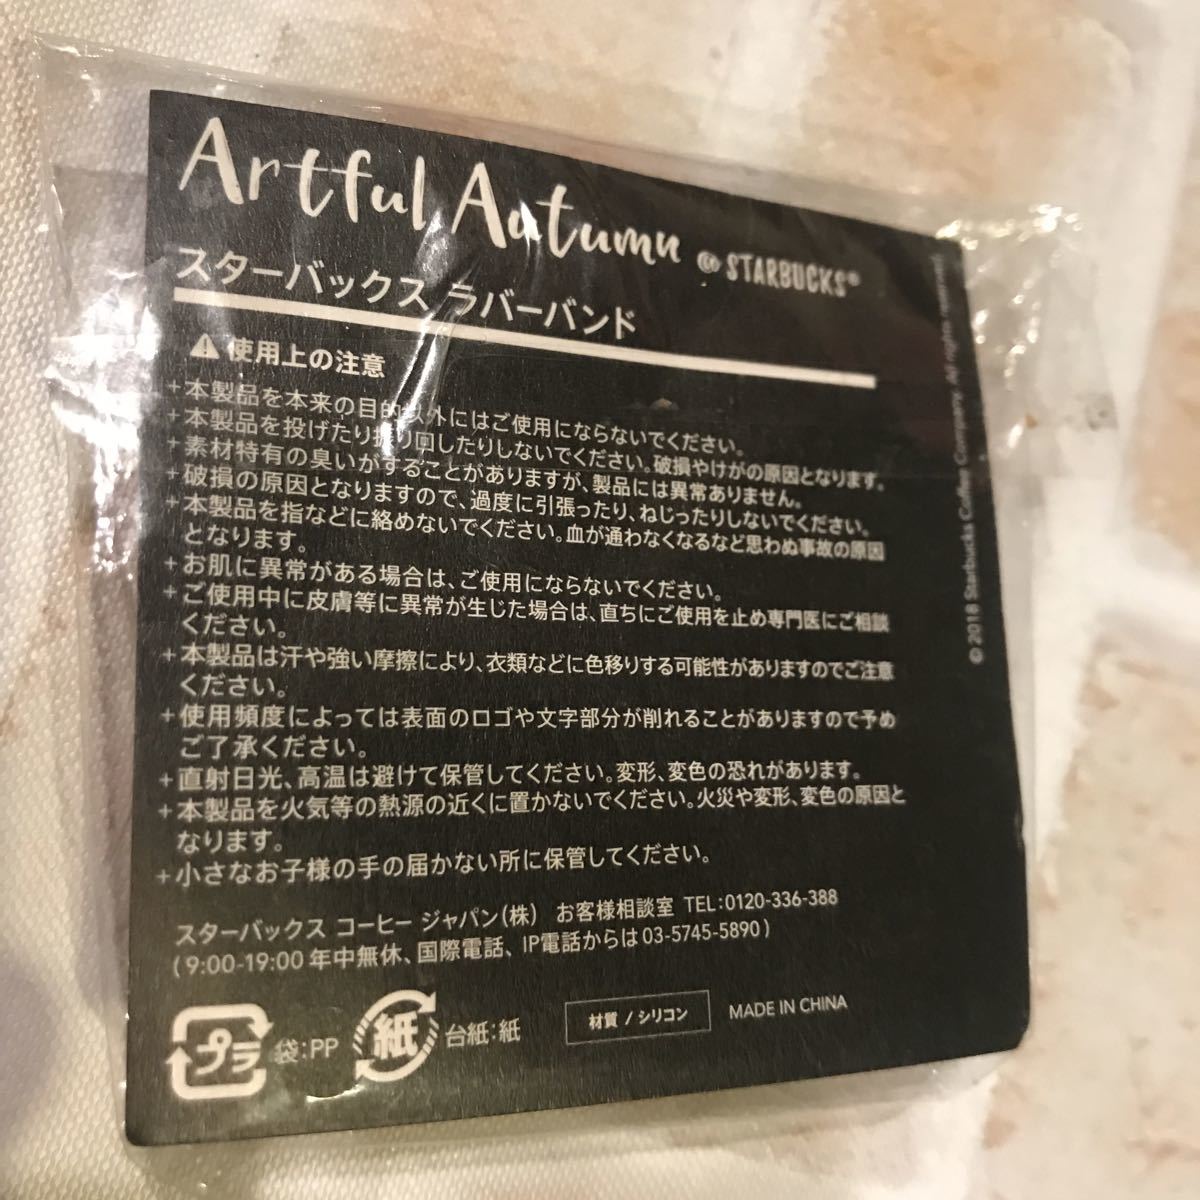 Artful Autumn @ STARBUCKS®
スターバックス ラバーバンド
⚠使用上の注意
+本製品を本来の目的以外にはご使用にならないでください。
+本製品を投げたり振り回したりしないでください。破損やけがの原因となります。
+素材特有の臭いがすることがありますが、製品には異常ありません。
+破損の原因となりますので、過度に引張ったり、ねじったりしないでください。
+本製品を指などに絡めないでください。血が通わなくなるなど思わぬ事故の原因
となります。
+お肌に異常がある場合は、ご使用にならないでください。
+ご使用中に皮膚等に異常が生じた場合は、直ちにご使用を止め専門医にご相談
ください。
+本製品は汗や強い摩擦により、衣類などに色移りする可能性がありますのでご注意
ください。
+使用頻度によっては表面のロゴや文字部分が削れることがありますので予め
ご了承ください。
+直射日光、高温は避けて保管してください。変形、変色の恐れがあります。
+本製品を火気等の熱源の近くに置かないでください。火災や変形、変色の原因と
なります。
+小さなお子様の手の届かない所に保管してください。
スターバックス コーヒー ジャパン(株) お客様相談室 TEL:0120-336-388
(9:00-19:00 年中無休、国際電話、IP電話からは03-5745-5890)
プラ 袋:PP 紙 台紙:紙 材質 / シリコン MADE IN CHINA
© 2018 Starbucks Coffee Company. All rights reserved.